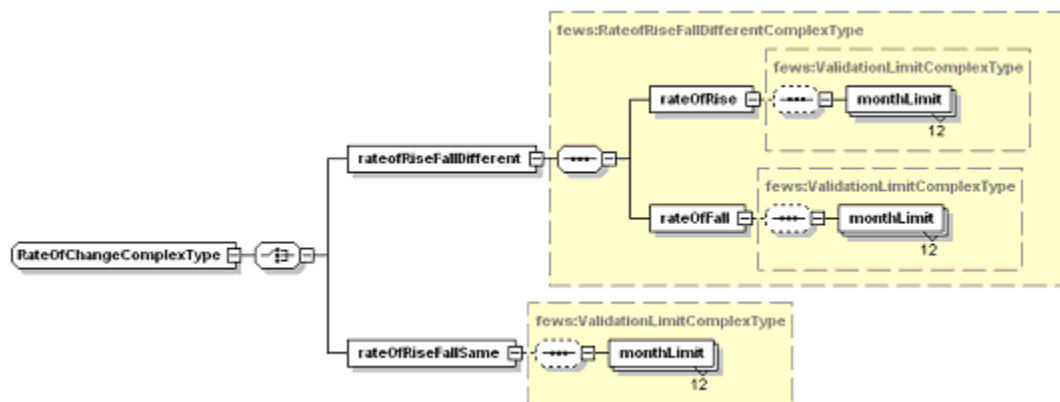 fews:RateofRiseFallDifferentComplexType
fews:ValidationLimitComplexType
rateOfRise
monthLimit
12
rateofRiseFallDifferent
fews:ValidationLimitComplexType
rateOfFall
monthLimit
12
RateOfChangeComplexType
fews:ValidationLimitComplexType
rateOfRiseFallSame
monthLimit
12